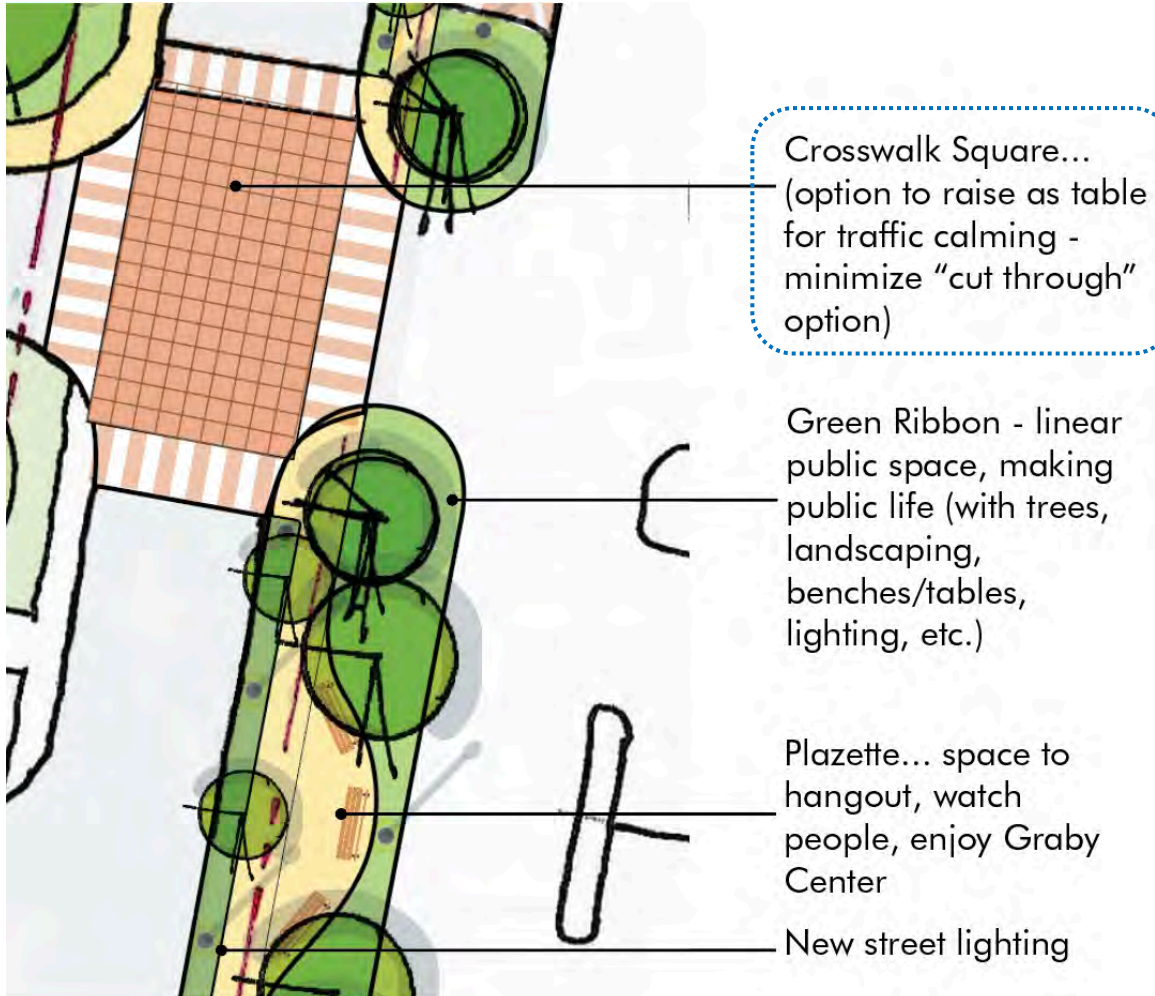 Crosswalk Square...
(option to raise as table
for traffic calming -
minimize “cut through”
option)
Green Ribbon - linear
public space, making
public life (with trees,
landscaping,
benches/tables,
lighting, etc.)
Plazette... space to
hangout, watch
people, enjoy Graby
Center
New street lighting